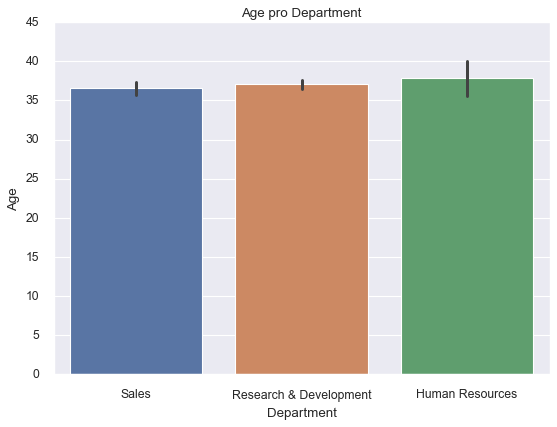 Age pro Department
45
40
35
30
25
20
15
10
5
0
Age
Sales
Research & Development
Human Resources
Department